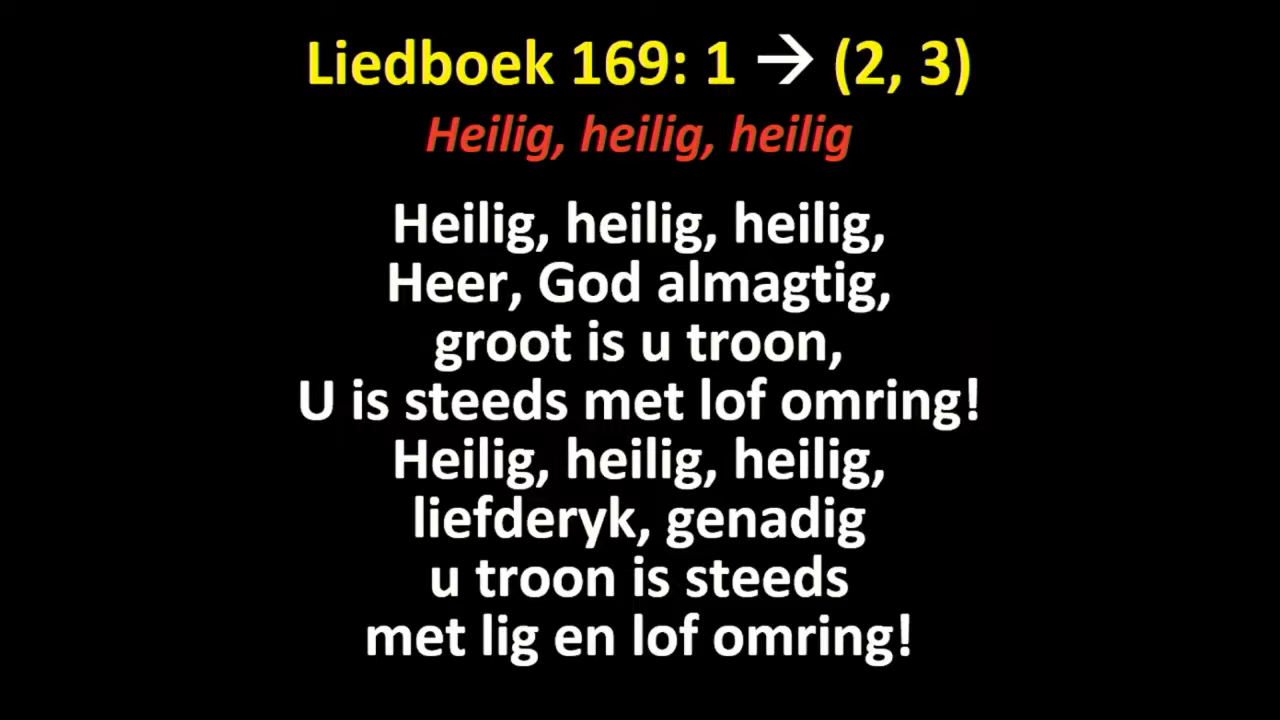 Liedboek 169: 1 → (2, 3)
Heilig, heilig, heilig
Heilig, heilig, heilig,
Heer, God almagtig,
groot is u troon,
U is steeds met lof omring!
Heilig, heilig, heilig,
liefderyk, genadig
u troon is steeds
met lig en lof omring!